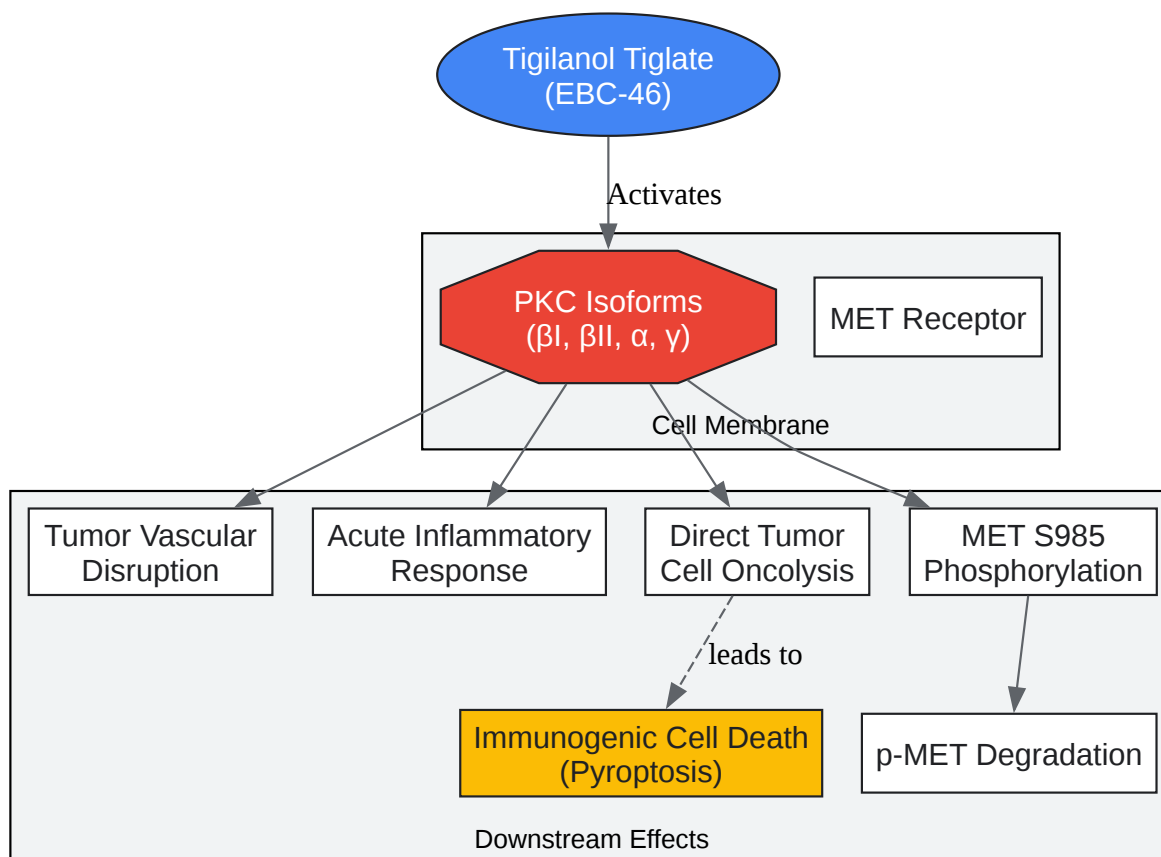 Tigilanol Tiglate
(EBC-46)
Activates
PKC Isoforms
(βI, βII, α, γ)
MET Receptor
Cell Membrane
Tumor Vascular
Disruption
Acute Inflammatory
Response
Direct Tumor
Cell Oncolysis
MET S985
Phosphorylation
leads to
Immunogenic Cell Death
(Pyroptosis)
p-MET Degradation
Downstream Effects